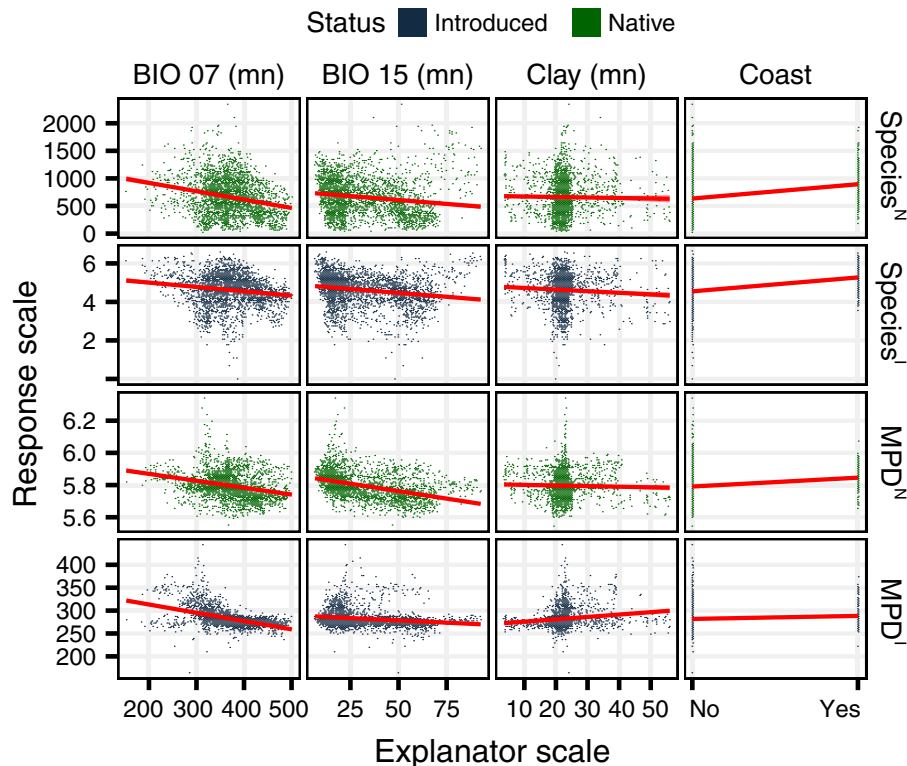 Status Introduced Native
BIO 07 (mn) BIO 15 (mn) Clay (mn) Coast
Response scale
2000
1500
1000
500
0
Species^N
6
4
2
Species^I
6.2
6.0
5.8
5.6
MPD^N
400
350
300
250
200
MPD^I
200 300 400 500 25 50 75 10 20 30 40 50 No Yes
Explanator scale